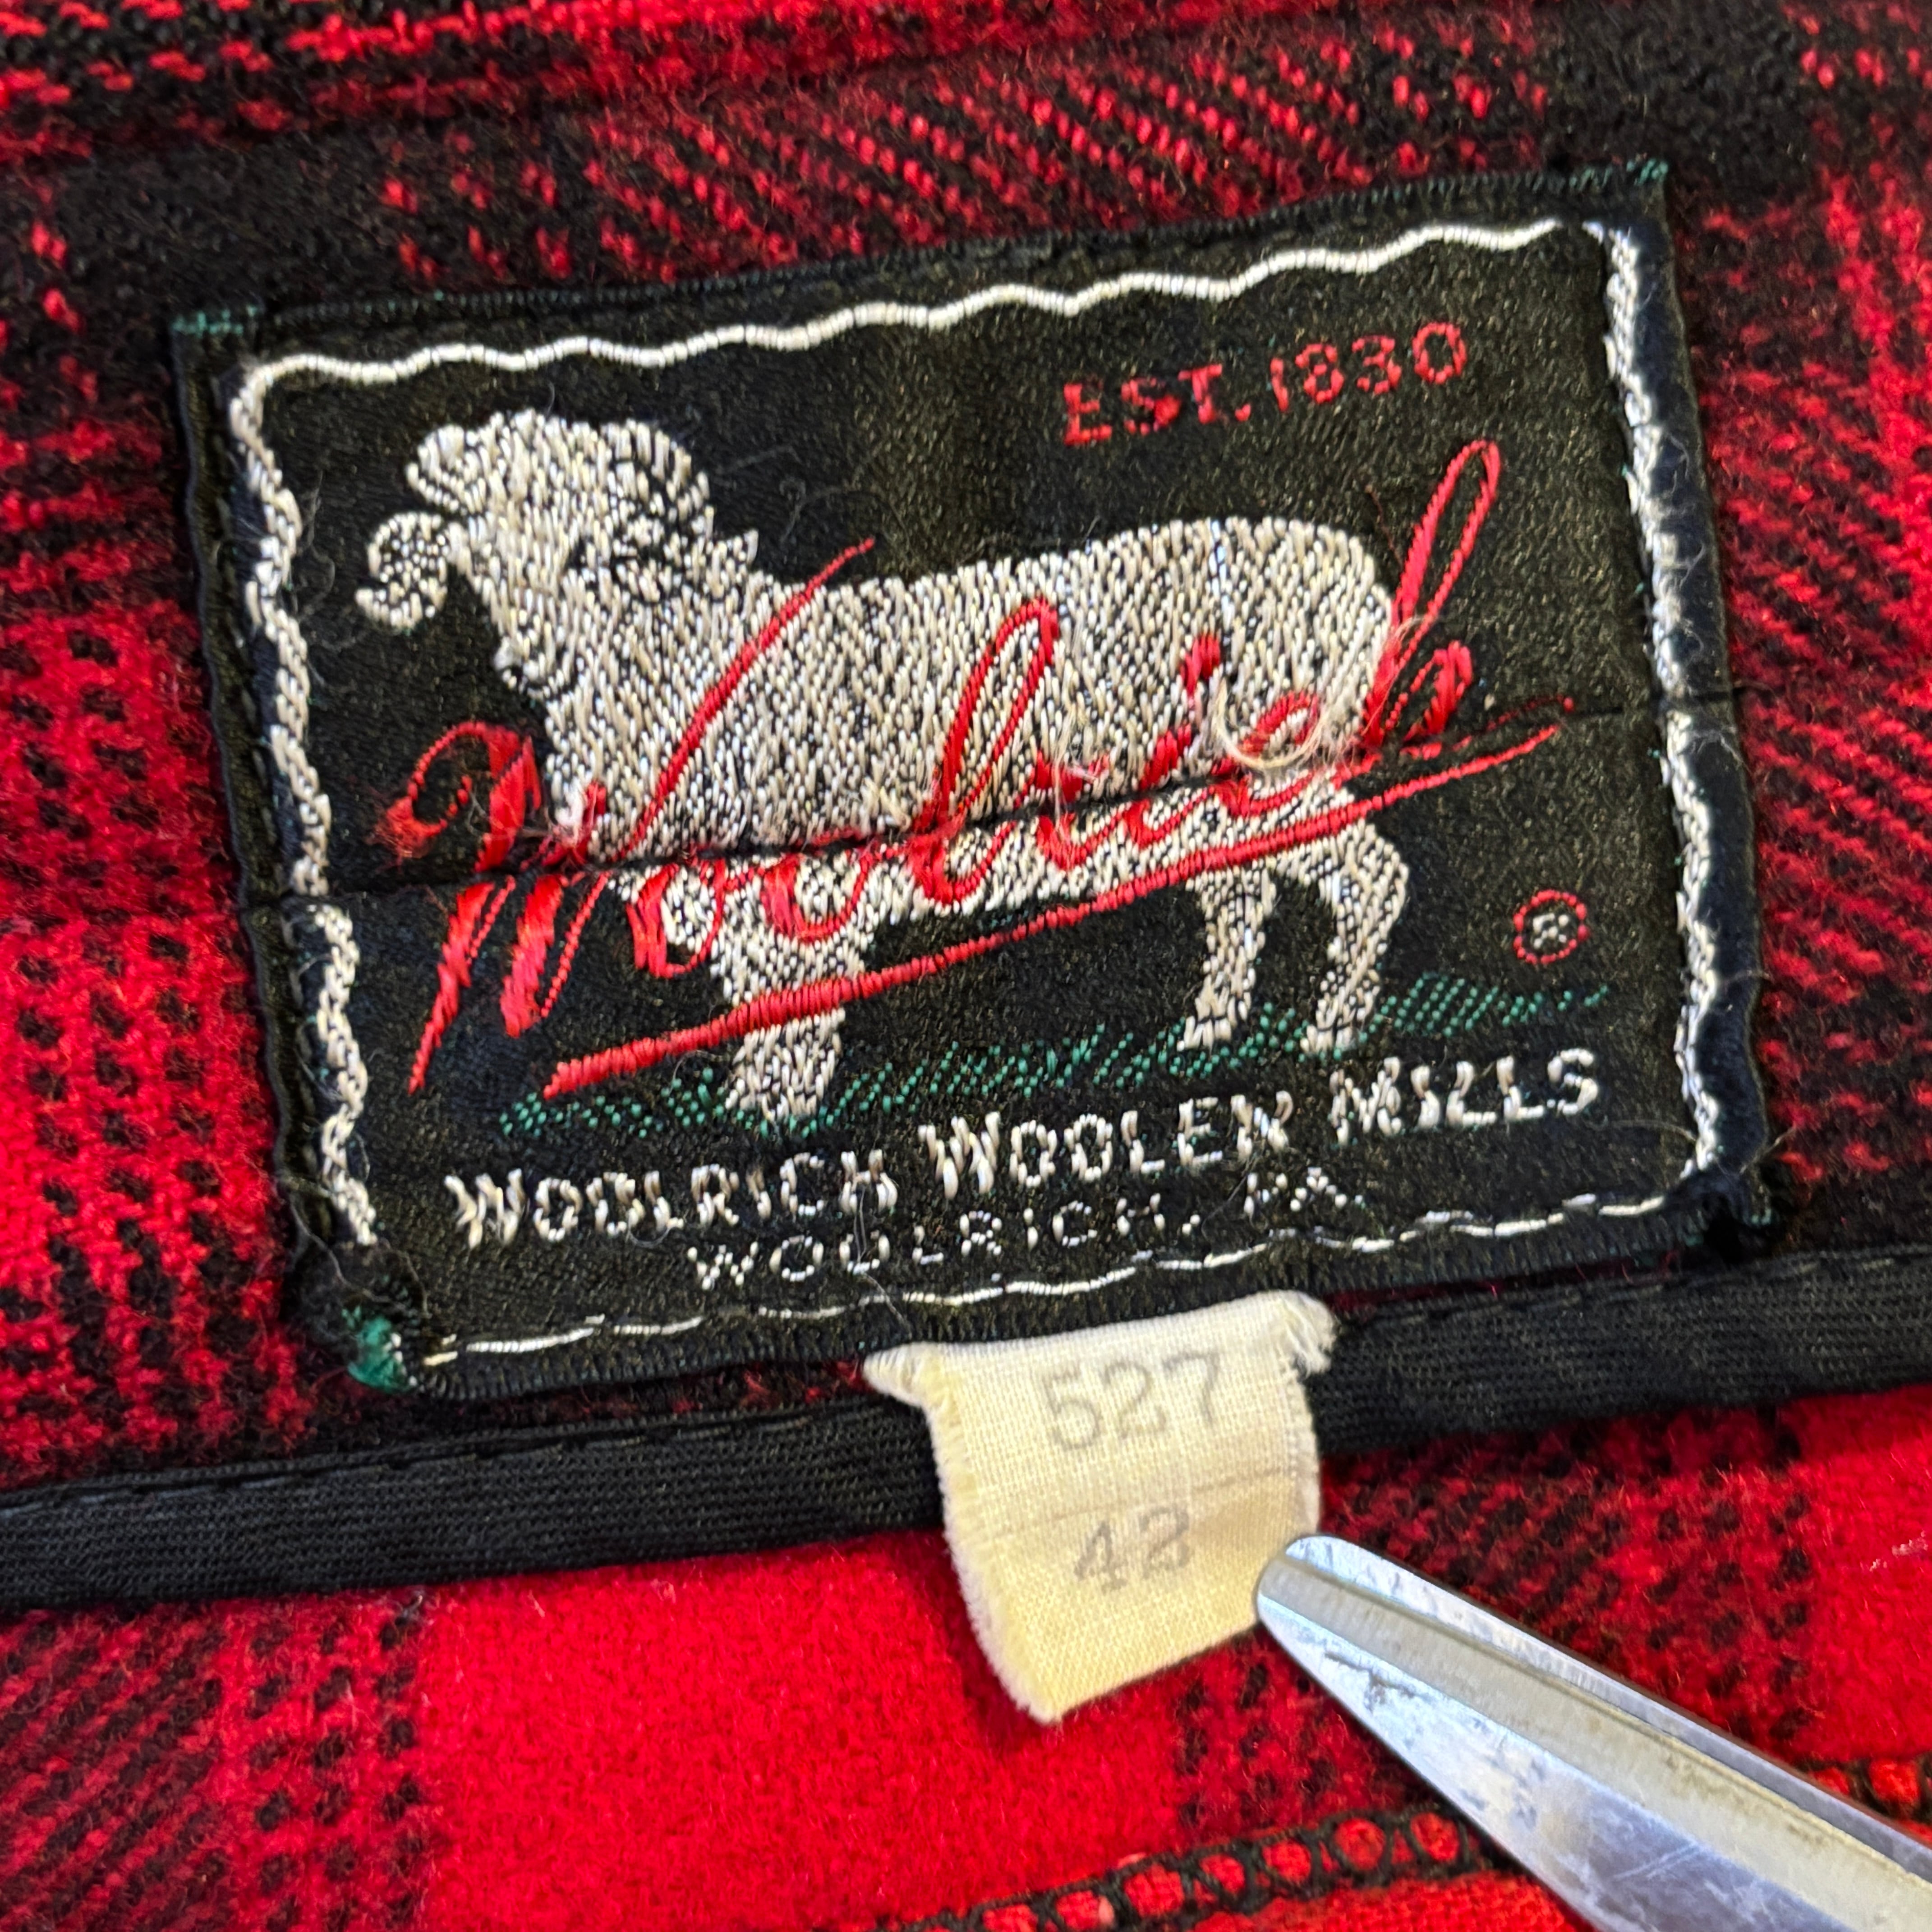 EST. 1830
Woolrich
®
WOOLRICH WOOLEN MILLS
WOOLRICH, PA.
527
42